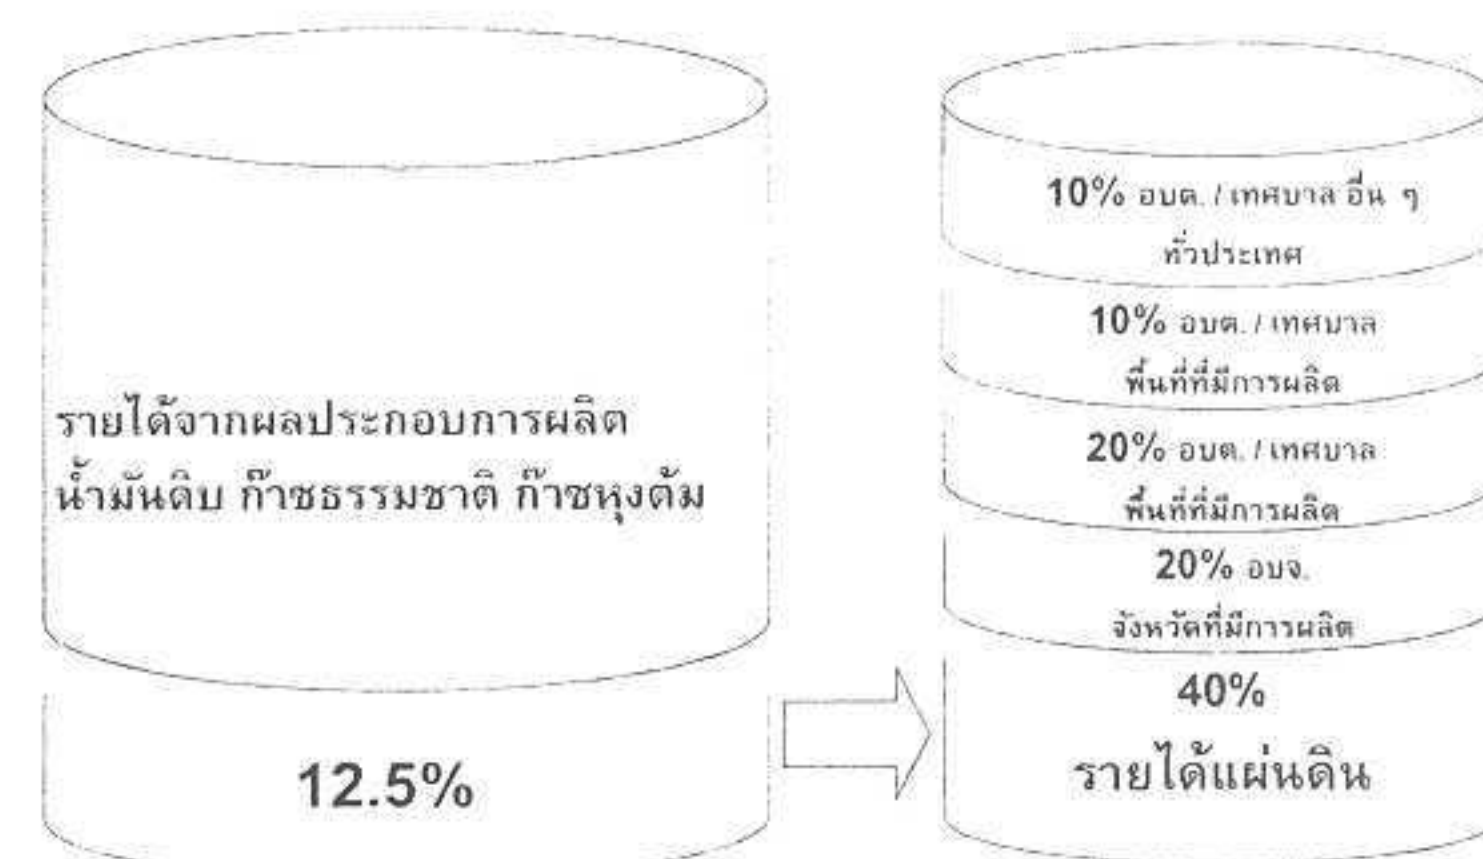 รายได้จากผลประกอบการผลิต
น้ำมันดิบ ก๊าซธรรมชาติ ก๊าซหุงต้ม
12.5%
10% อบต. / เทศบาล อื่น ๆ
ทั่วประเทศ
10% อบต. / เทศบาล
พื้นที่ที่มีการผลิต
20% อบต. / เทศบาล
พื้นที่ที่มีการผลิต
20% อบจ.
จังหวัดที่มีการผลิต
40%
รายได้แผ่นดิน